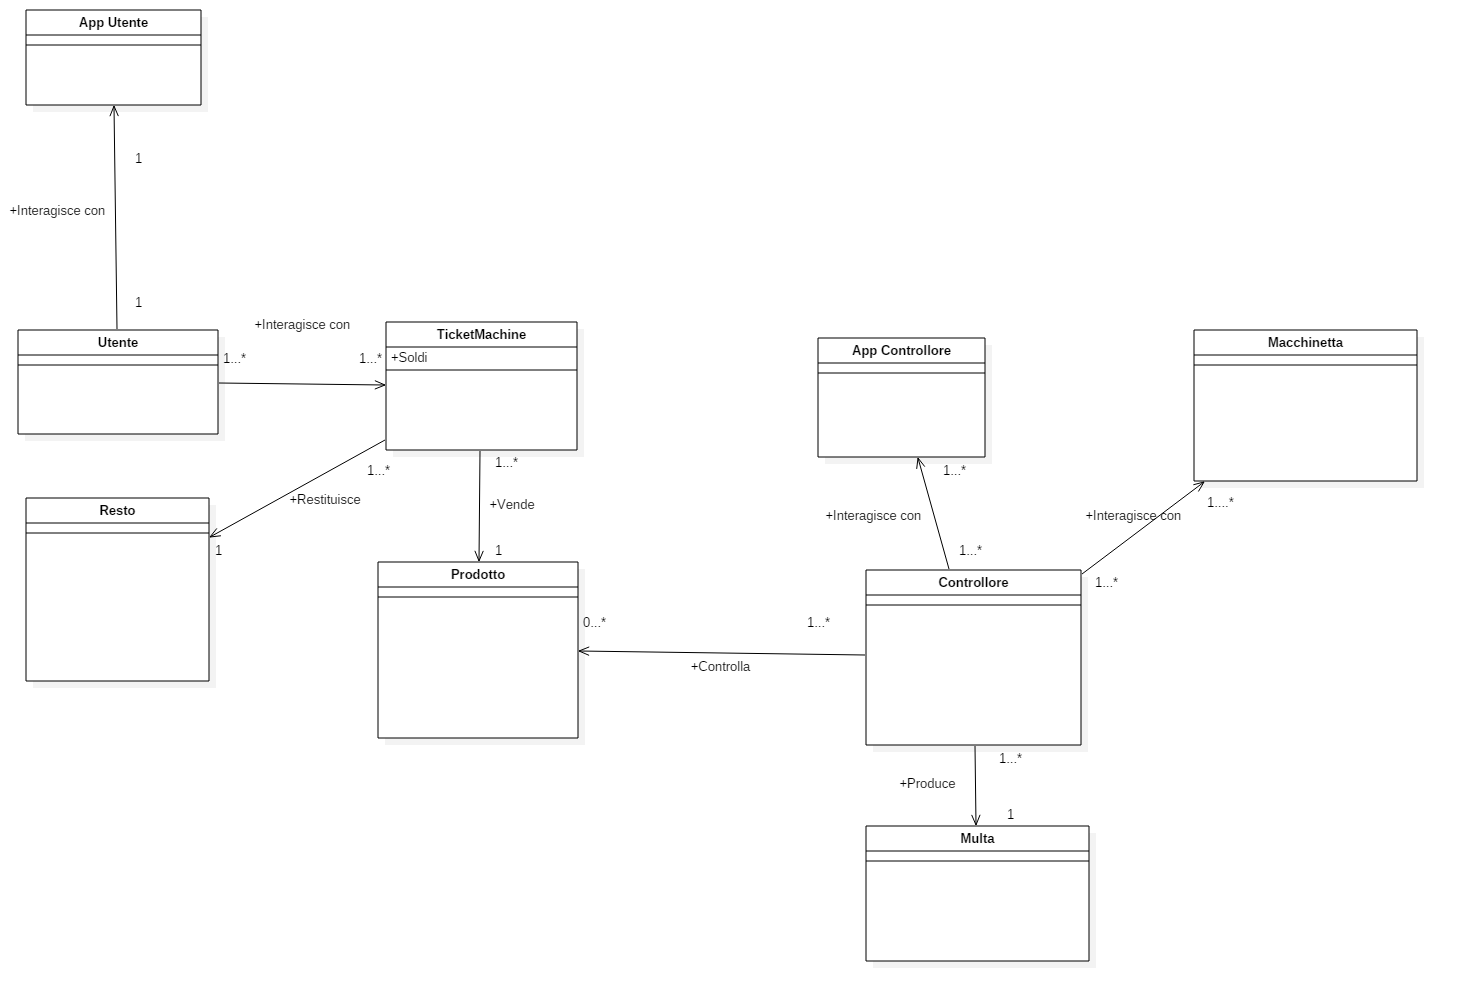 App Utente
1
+Interagisce con
1
+Interagisce con
Utente
1...*
1...*
TicketMachine
+Soldi
1...*
+Restituisce
Resto
1
1...*
+Vende
1
Prodotto
0...*
1...*
+Controlla
App Controllore
1...*
+Interagisce con
1...*
Macchinetta
1....*
+Interagisce con
1...*
Controllore
1...*
+Produce
1
Multa